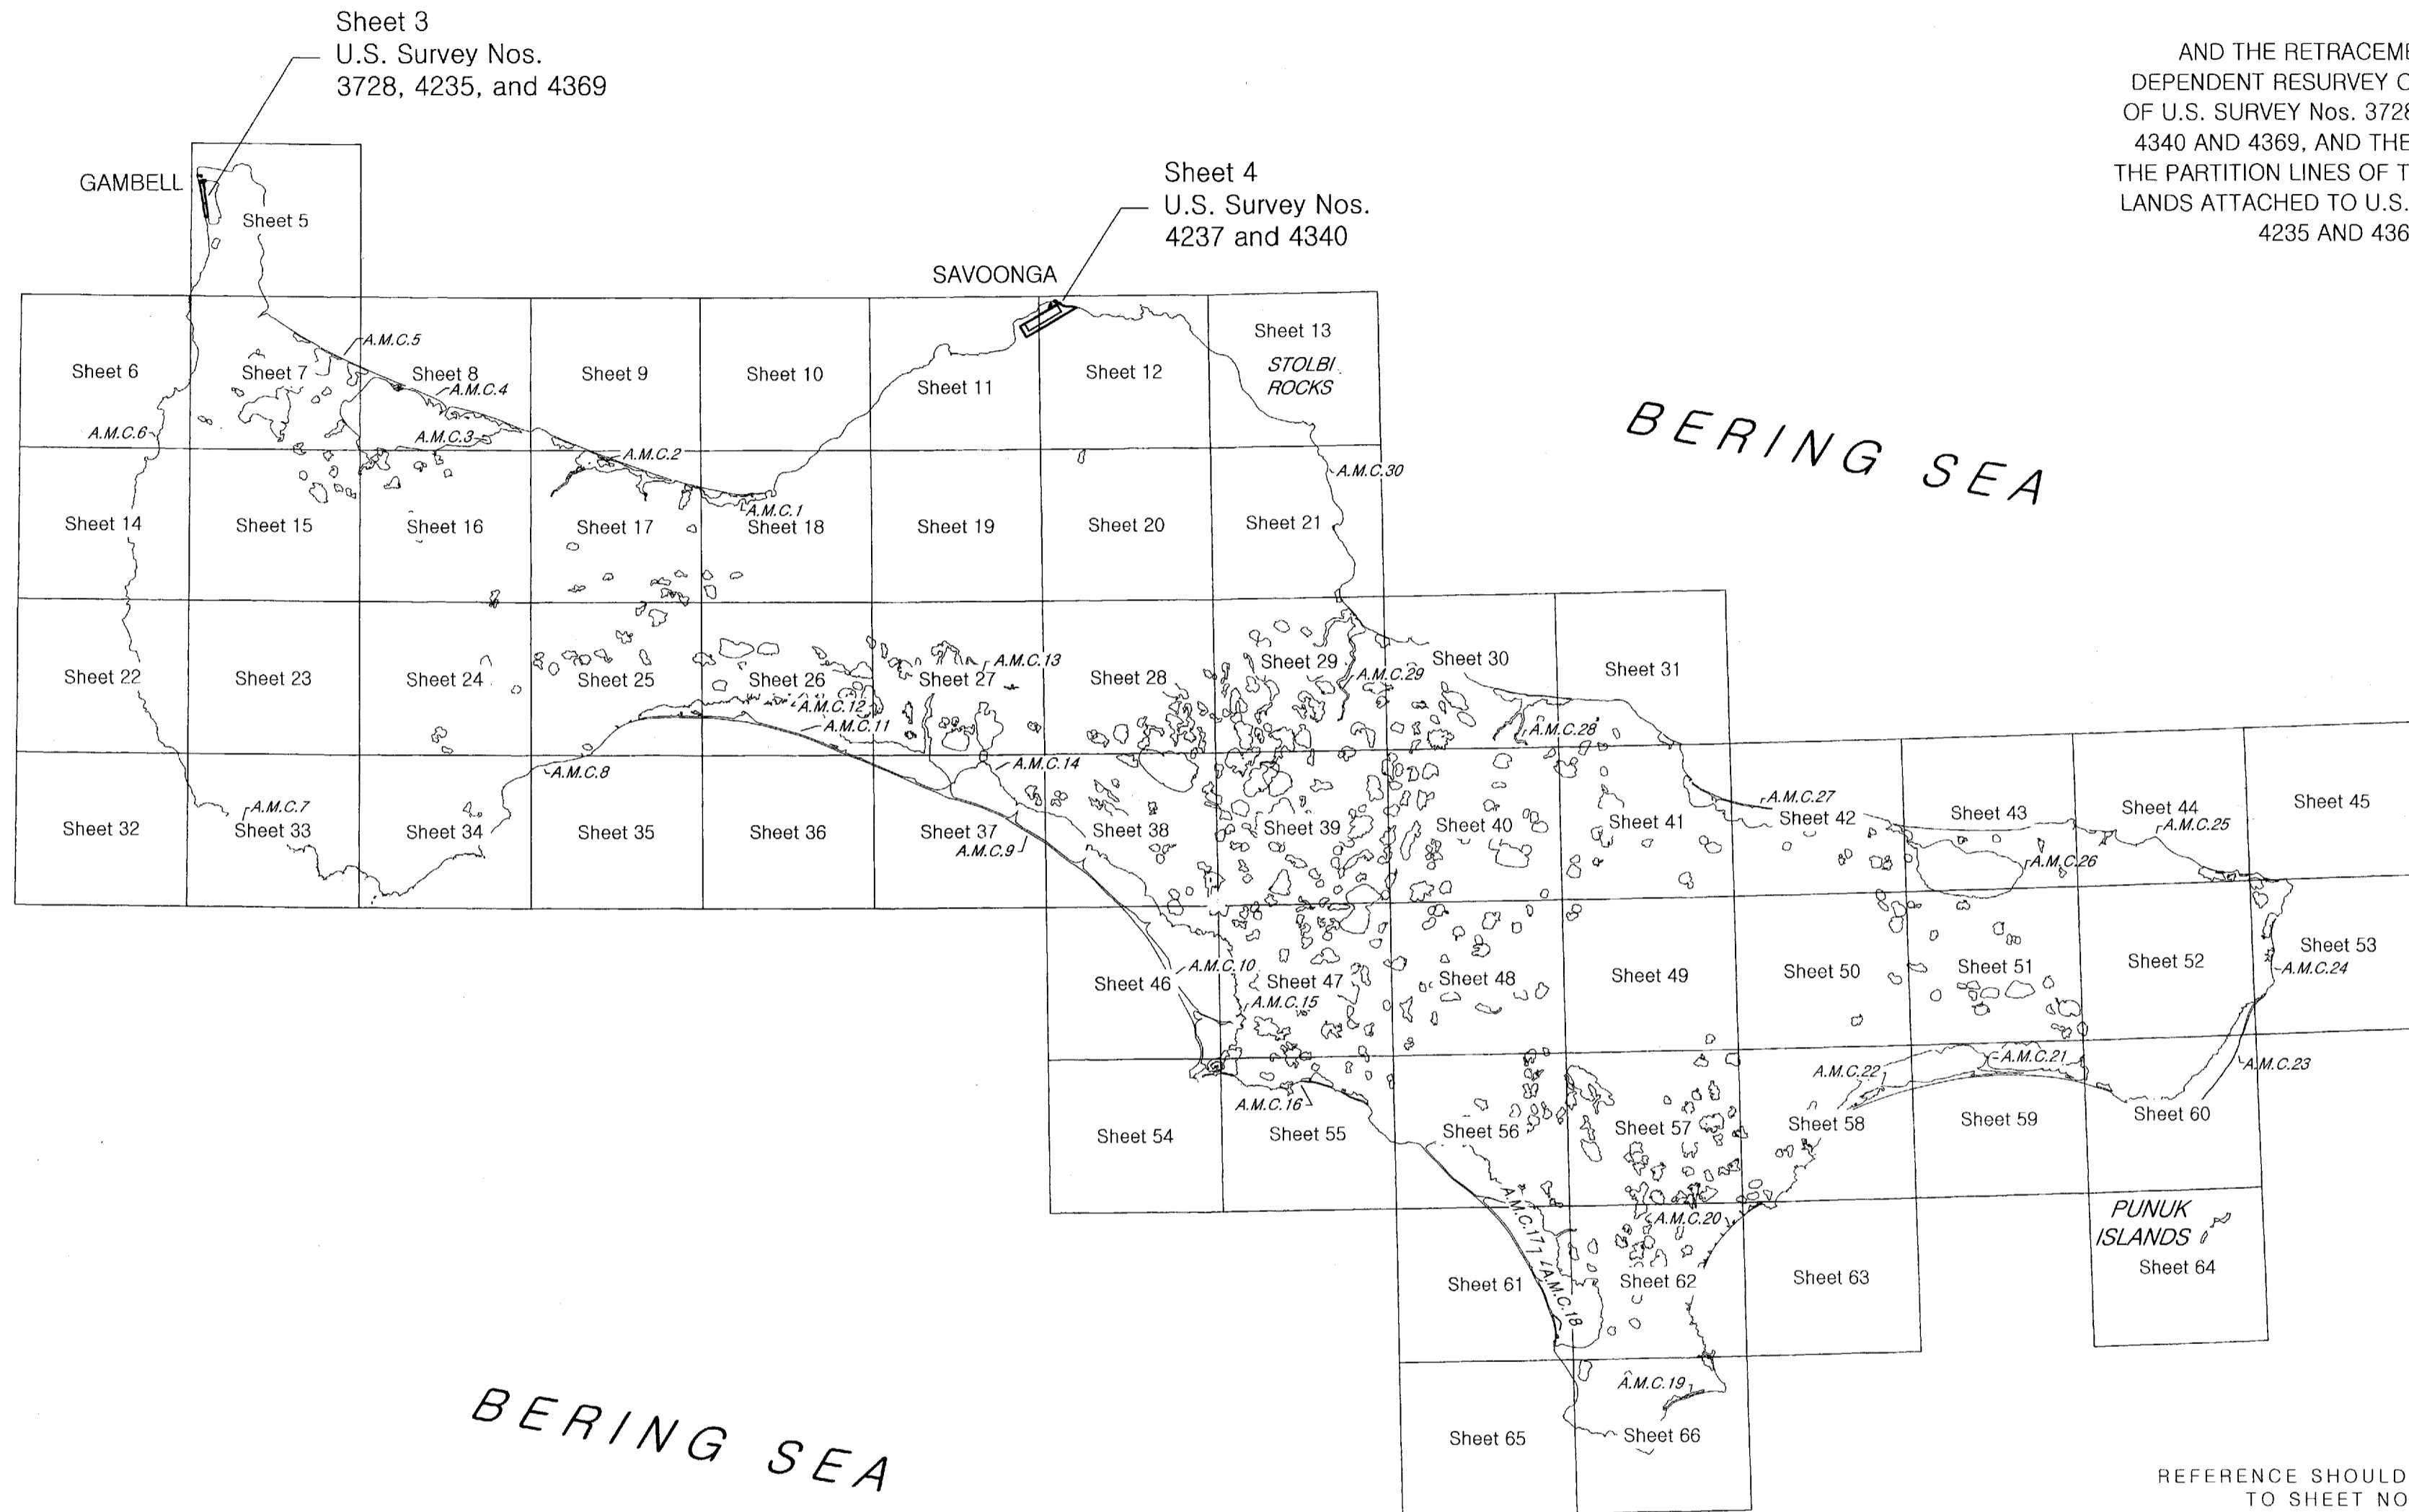 Sheet 3
U.S. Survey Nos.
3728, 4235, and 4369
AND THE RETRACEME
DEPENDENT RESURVEY
OF U.S. SURVEY Nos. 3728
4340 AND 4369, AND THE
THE PARTITION LINES OF T
LANDS ATTACHED TO U.S.
4235 AND 436
GAMBELL
Sheet 5
Sheet 4
U.S. Survey Nos.
4237 and 4340
SAVOONGA
Sheet 6
Sheet 7
A.M.C.5
Sheet 8
A.M.C.4
Sheet 9
Sheet 10
Sheet 11
Sheet 12
Sheet 13
STOLBI
ROCKS
A.M.C.6
A.M.C.3
A.M.C.2
A.M.C.30
BERING SEA
Sheet 14
Sheet 15
Sheet 16
Sheet 17
A.M.C.1
Sheet 18
Sheet 19
Sheet 20
Sheet 21
Sheet 22
Sheet 23
Sheet 24
Sheet 25
Sheet 26
A.M.C.12
A.M.C.11
A.M.C.13
Sheet 27
Sheet 28
Sheet 29
A.M.C.29
Sheet 30
A.M.C.28
Sheet 31
Sheet 32
A.M.C.7
Sheet 33
Sheet 34
A.M.C.8
Sheet 35
Sheet 36
A.M.C.14
Sheet 37
A.M.C.9
Sheet 38
Sheet 39
Sheet 40
Sheet 41
A.M.C.27
Sheet 42
Sheet 43
A.M.C.26
Sheet 44
A.M.C.25
Sheet 45
A.M.C.10
Sheet 46
Sheet 47
A.M.C.15
Sheet 48
Sheet 49
Sheet 50
Sheet 51
Sheet 52
Sheet 53
A.M.C.24
A.M.C.22
A.M.C.21
A.M.C.23
A.M.C.16
Sheet 54
Sheet 55
Sheet 56
Sheet 57
Sheet 58
Sheet 59
Sheet 60
A.M.C.17
A.M.C.18
A.M.C.20
PUNUK
ISLANDS
Sheet 61
Sheet 62
Sheet 63
Sheet 64
A.M.C.19
Sheet 65
Sheet 66
BERING SEA
REFERENCE SHOULD
TO SHEET NO